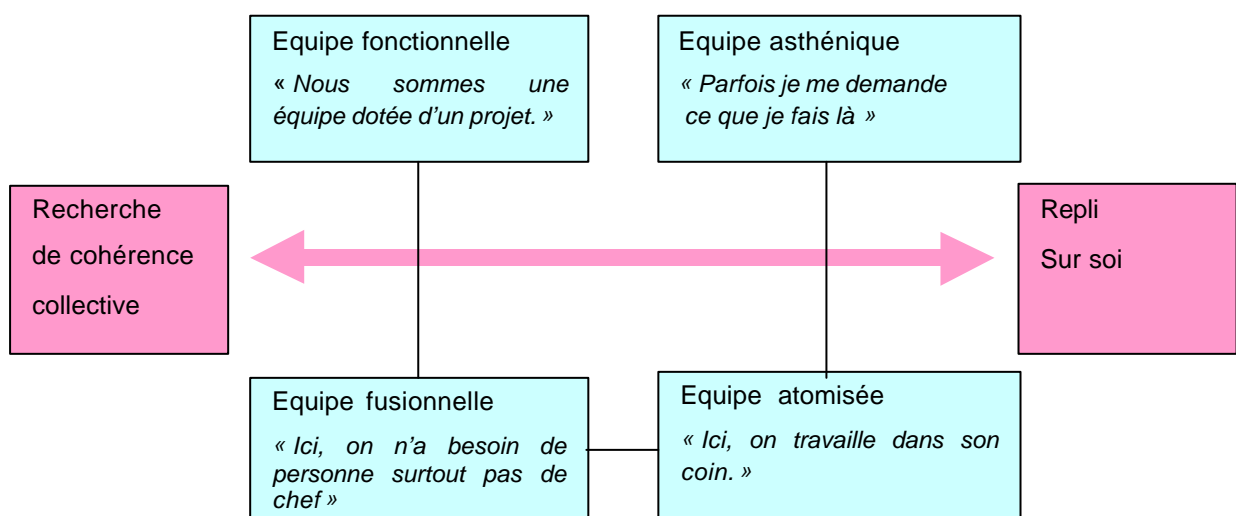 Equipe fonctionnelle
« Nous sommes une
équipe dotée d’un projet. »
Equipe asthénique
« Parfois je me demande
ce que je fais là »
Recherche
de cohérence
collective
Repli
Sur soi
Equipe fusionnelle
« Ici, on n’a besoin de
personne surtout pas de
chef »
Equipe atomisée
« Ici, on travaille dans son
coin. »